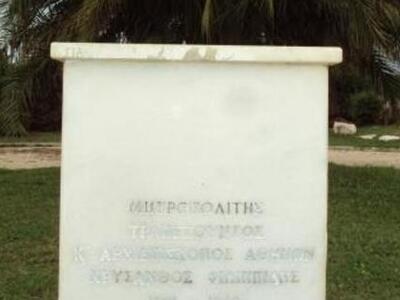 ΜΗΤΡΟΠΟΛΙΤΗΣ
ΤΡΑΠΕΖΟΥΝΤΟΣ
Κ ΑΡΧΙΕΠΙΣΚΟΠΟΣ ΑΘΗΝΩΝ
ΧΡΥΣΑΝΘΟΣ ΦΙΛΙΠΠΙΔΗΣ